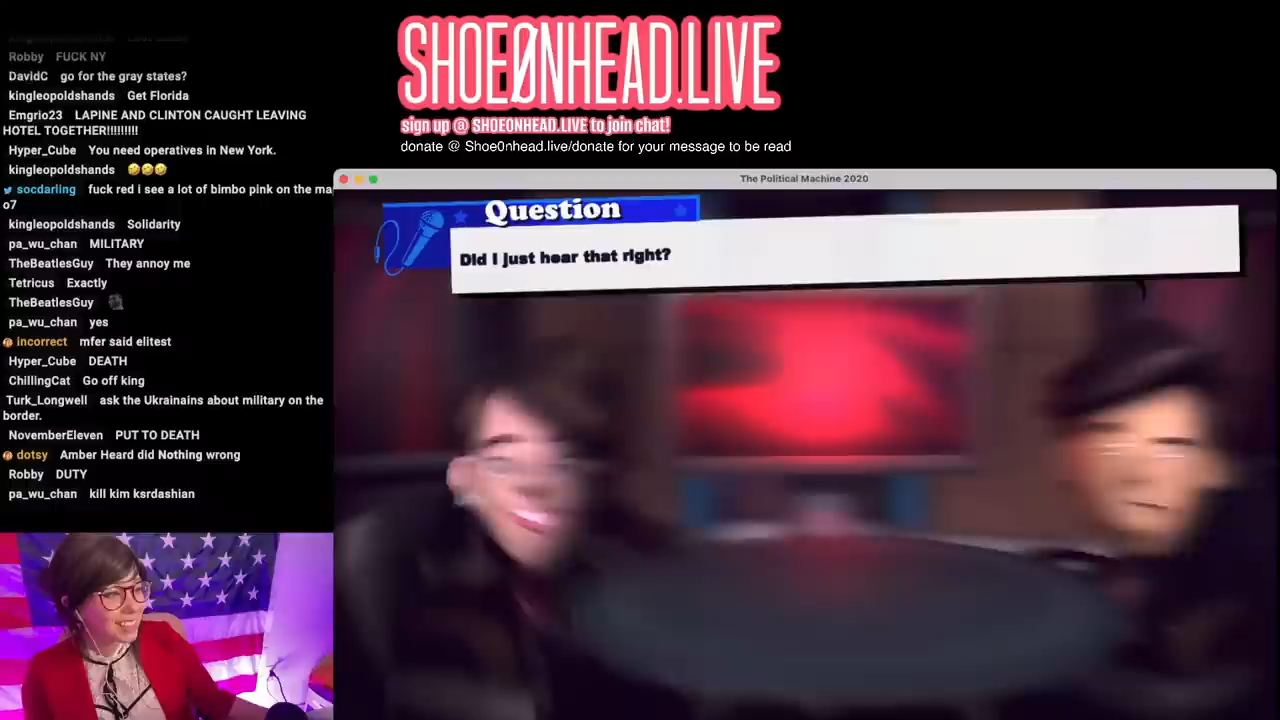 Robby FUCK NY
DavidC go for the gray states?
kingleopoldshands Get Florida
Emgrio23 LAPINE AND CLINTON CAUGHT LEAVING
HOTEL TOGETHER!!!!!!!!!
Hyper_Cube You need operatives in New York.
kingleopoldshands 🤣🤣🤣
socdarling fuck red i see a lot of bimbo pink on the ma
o7
kingleopoldshands Solidarity
pa_wu_chan MILITARY
TheBeatlesGuy They annoy me
Tetricus Exactly
TheBeatlesGuy
pa_wu_chan yes
incorrect mfer said elitest
Hyper_Cube DEATH
ChillingCat Go off king
Turk_Longwell ask the Ukrainains about military on the
border.
NovemberEleven PUT TO DEATH
dotsy Amber Heard did Nothing wrong
Robby DUTY
pa_wu_chan kill kim ksrdashian
SHOE0NHEAD.LIVE
sign up @ SHOE0NHEAD.LIVE to join chat!
donate @ Shoe0nhead.live/donate for your message to be read
The Political Machine 2020
Question
Did I just hear that right?